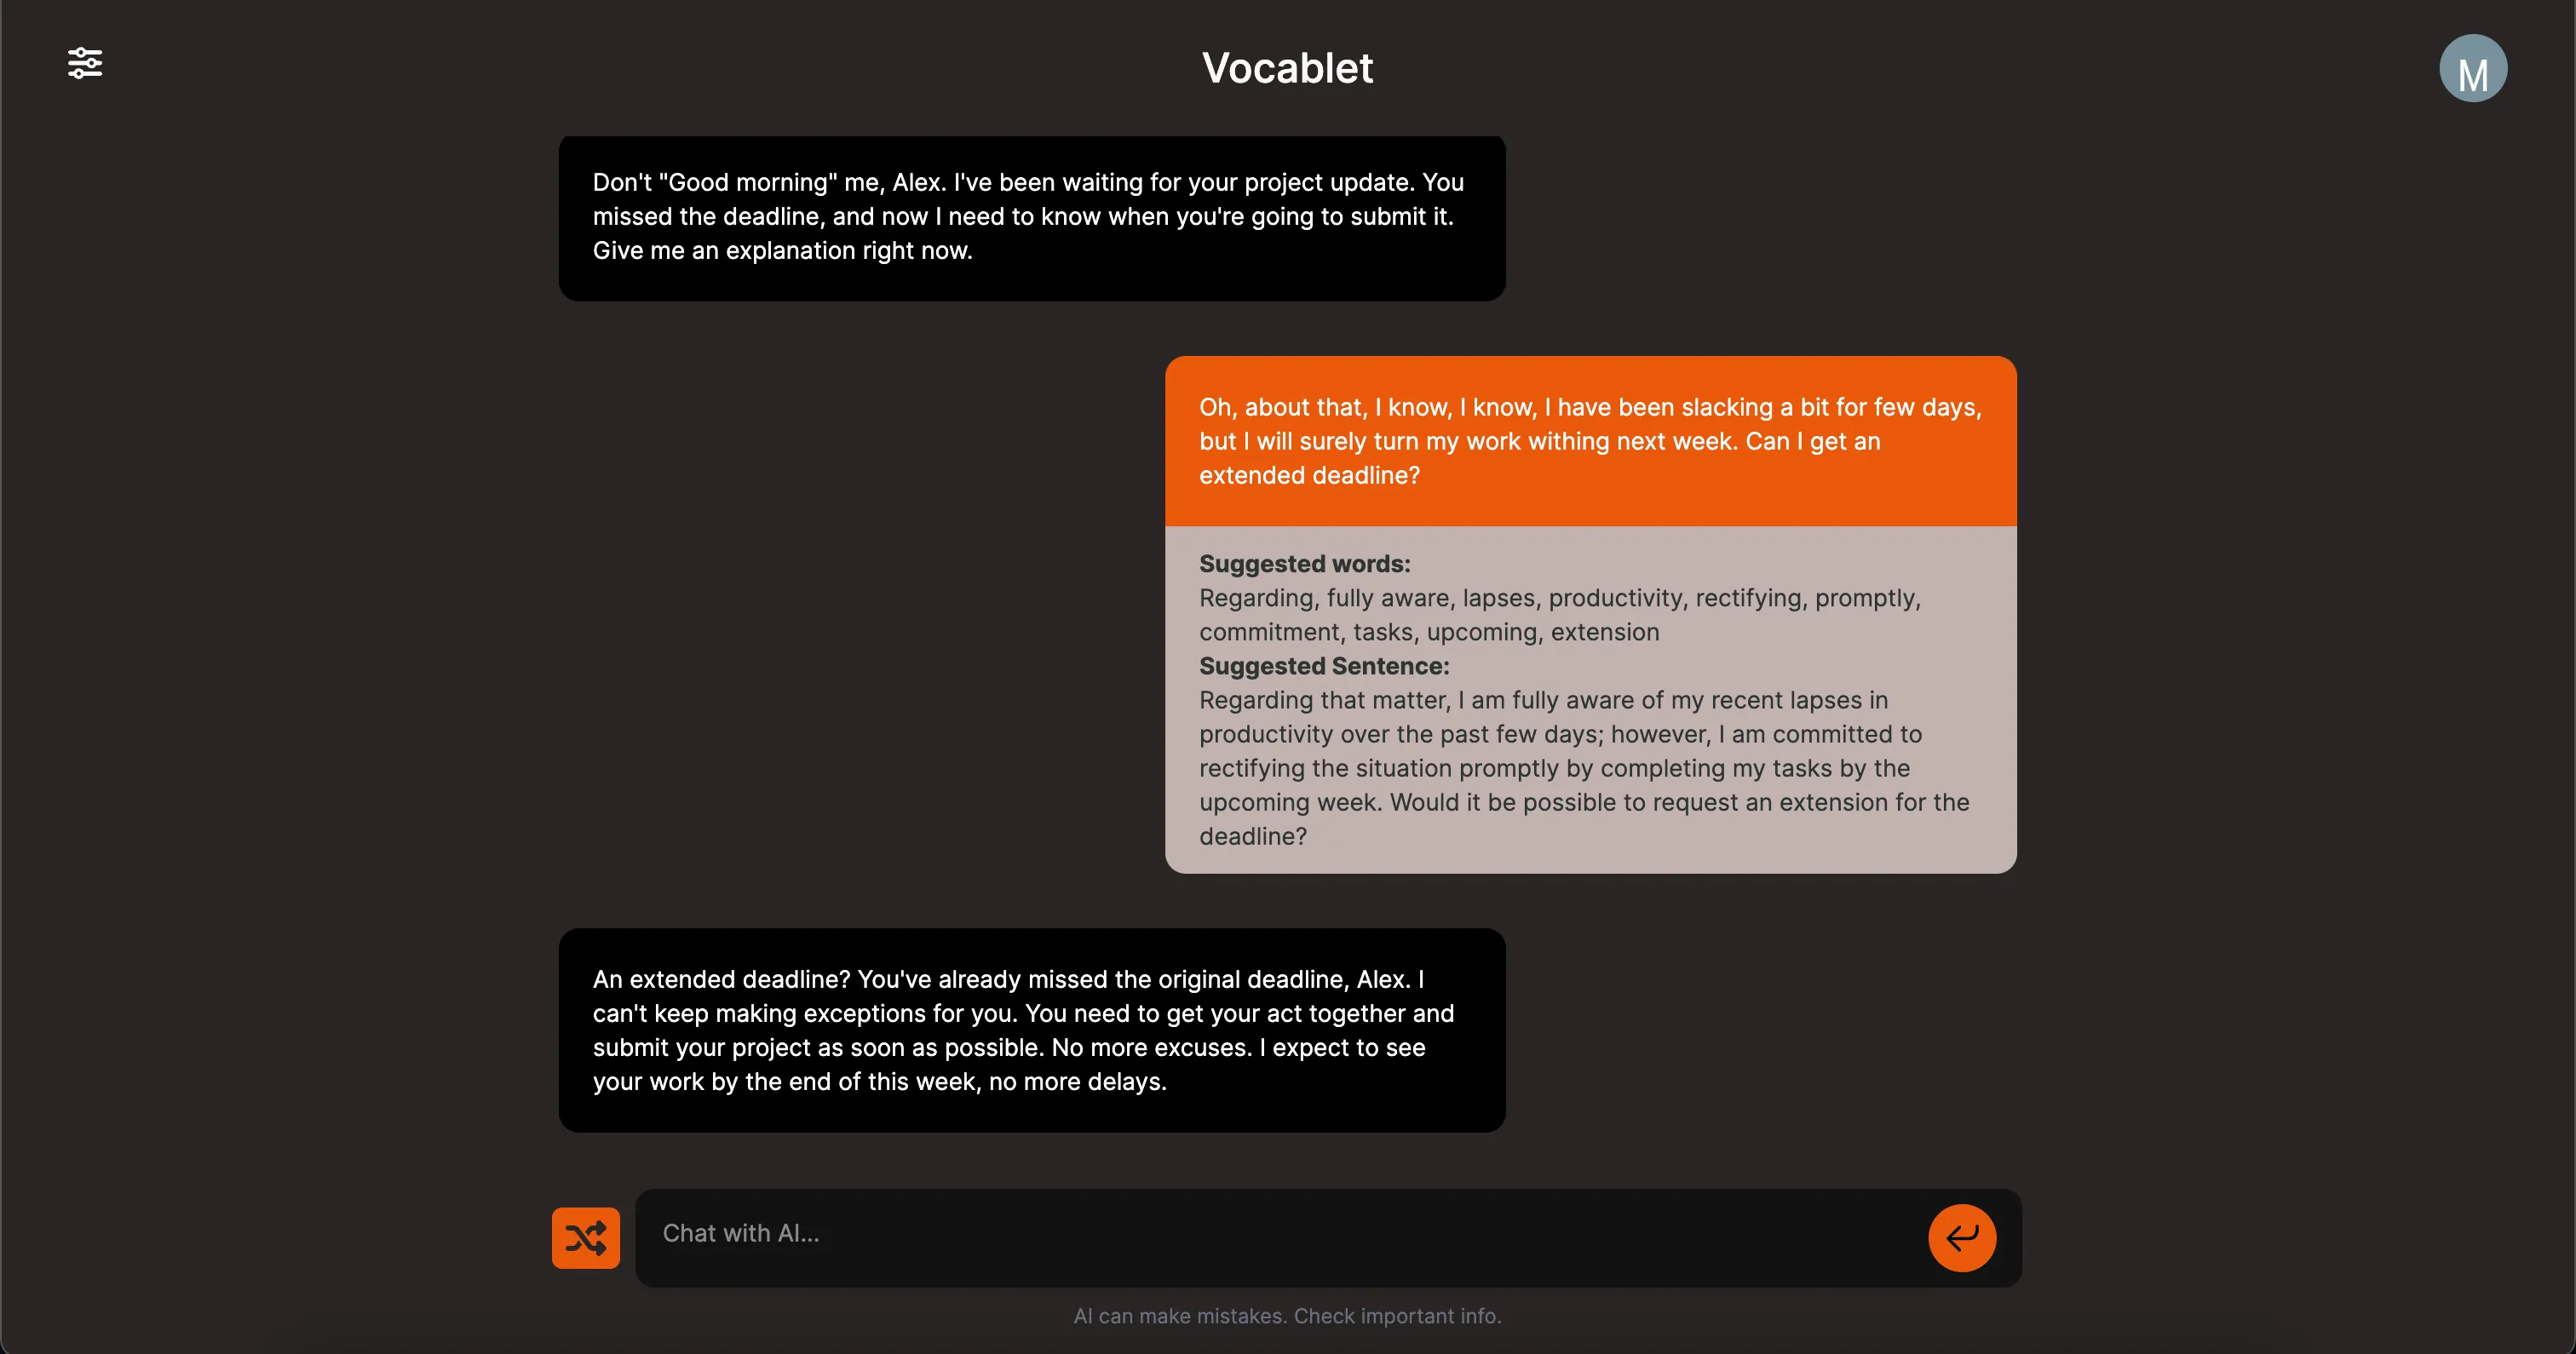 Vocablet
M
Don't "Good morning" me, Alex. I've been waiting for your project update. You
missed the deadline, and now I need to know when you're going to submit it.
Give me an explanation right now.
Oh, about that, I know, I know, I have been slacking a bit for few days,
but I will surely turn my work withing next week. Can I get an
extended deadline?
Suggested words:
Regarding, fully aware, lapses, productivity, rectifying, promptly,
commitment, tasks, upcoming, extension
Suggested Sentence:
Regarding that matter, I am fully aware of my recent lapses in
productivity over the past few days; however, I am committed to
rectifying the situation promptly by completing my tasks by the
upcoming week. Would it be possible to request an extension for the
deadline?
An extended deadline? You've already missed the original deadline, Alex. I
can't keep making exceptions for you. You need to get your act together and
submit your project as soon as possible. No more excuses. I expect to see
your work by the end of this week, no more delays.
Chat with AI...
AI can make mistakes. Check important info.